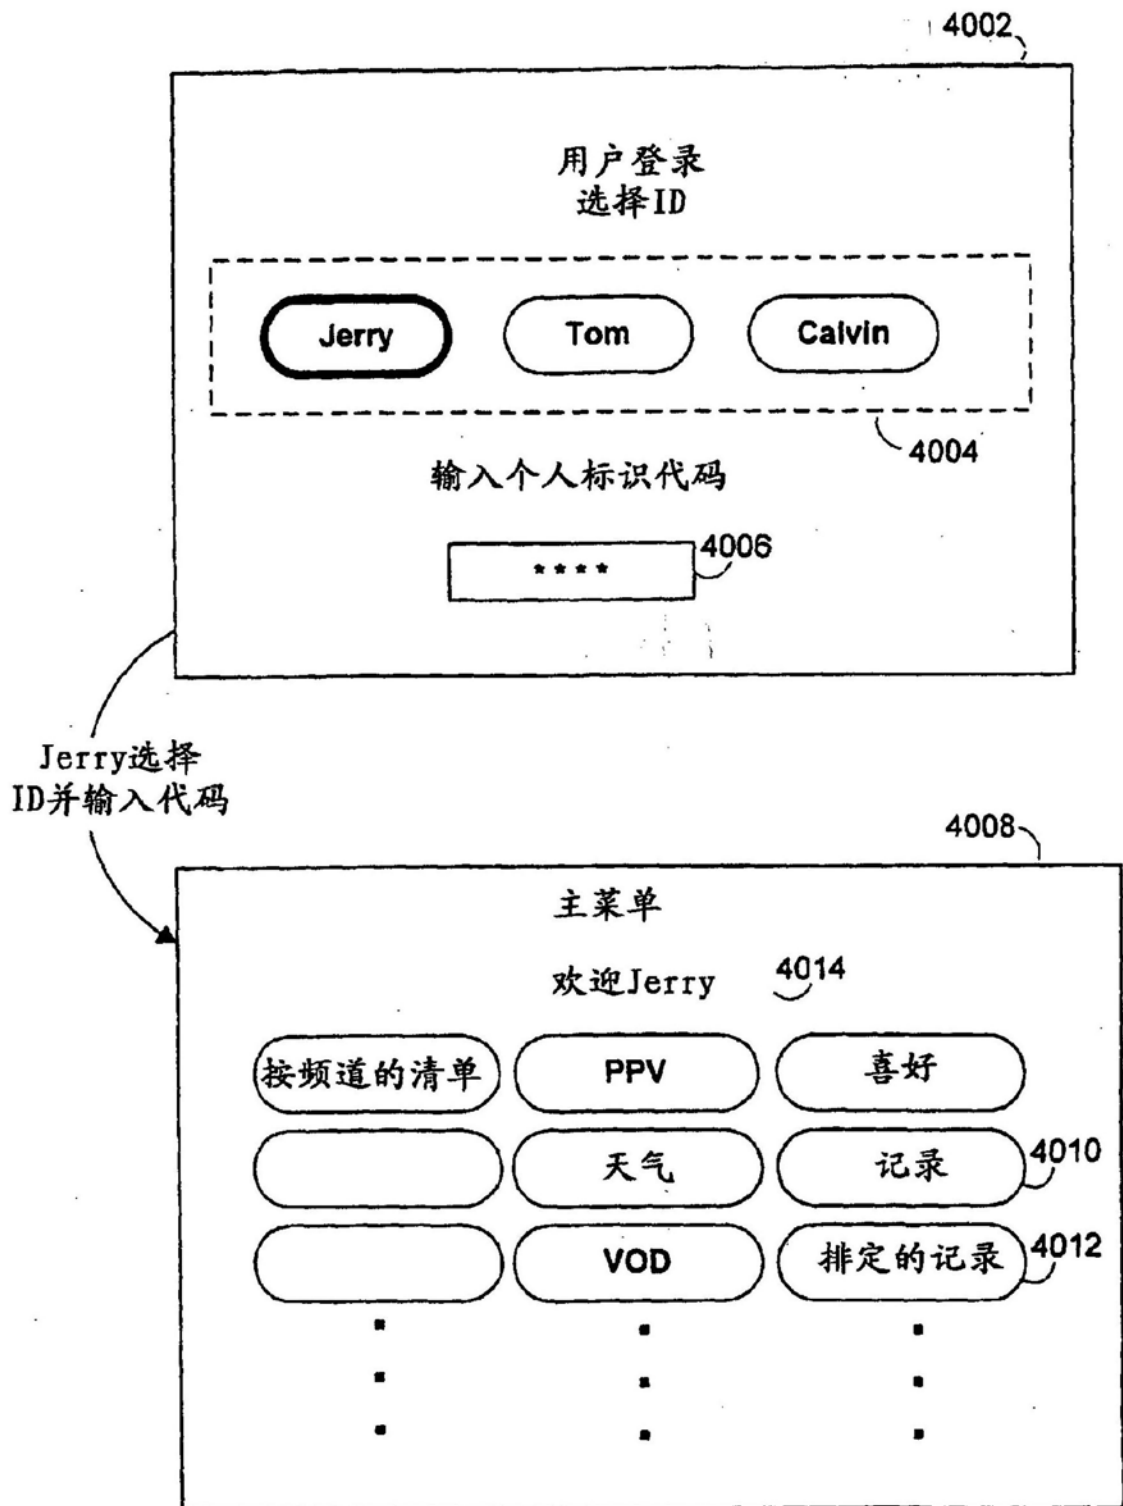 4002
用户登录
选择ID
Jerry Tom Calvin
4004
输入个人标识代码
4006
****
Jerry选择
ID并输入代码
4008
主菜单
欢迎Jerry 4014
按频道的清单 PPV 喜好
天气 记录 4010
VOD 排定的记录 4012